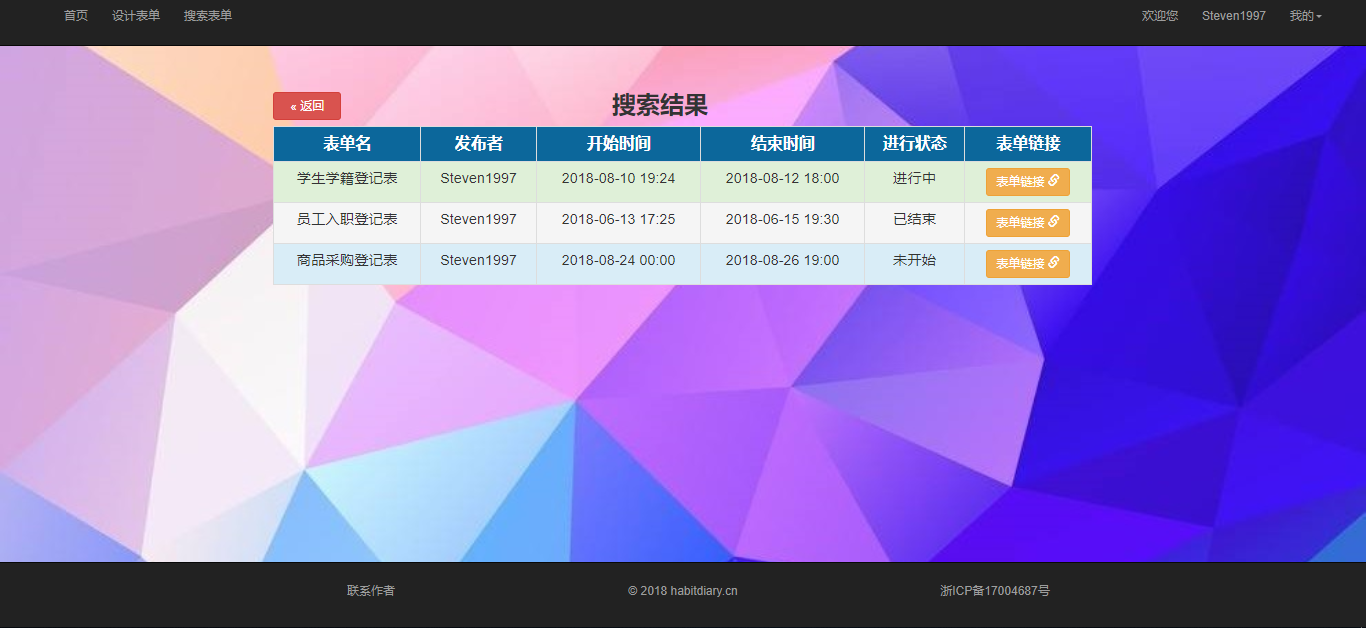 首页 设计表单 搜索表单 欢迎您 Steven1997 我的
« 返回 搜索结果
表单名 发布者 开始时间 结束时间 进行状态 表单链接
学生学籍登记表 Steven1997 2018-08-10 19:24 2018-08-12 18:00 进行中 表单链接
员工入职登记表 Steven1997 2018-06-13 17:25 2018-06-15 19:30 已结束 表单链接
商品采购登记表 Steven1997 2018-08-24 00:00 2018-08-26 19:00 未开始 表单链接
联系作者 © 2018 habitdiary.cn 浙ICP备17004687号